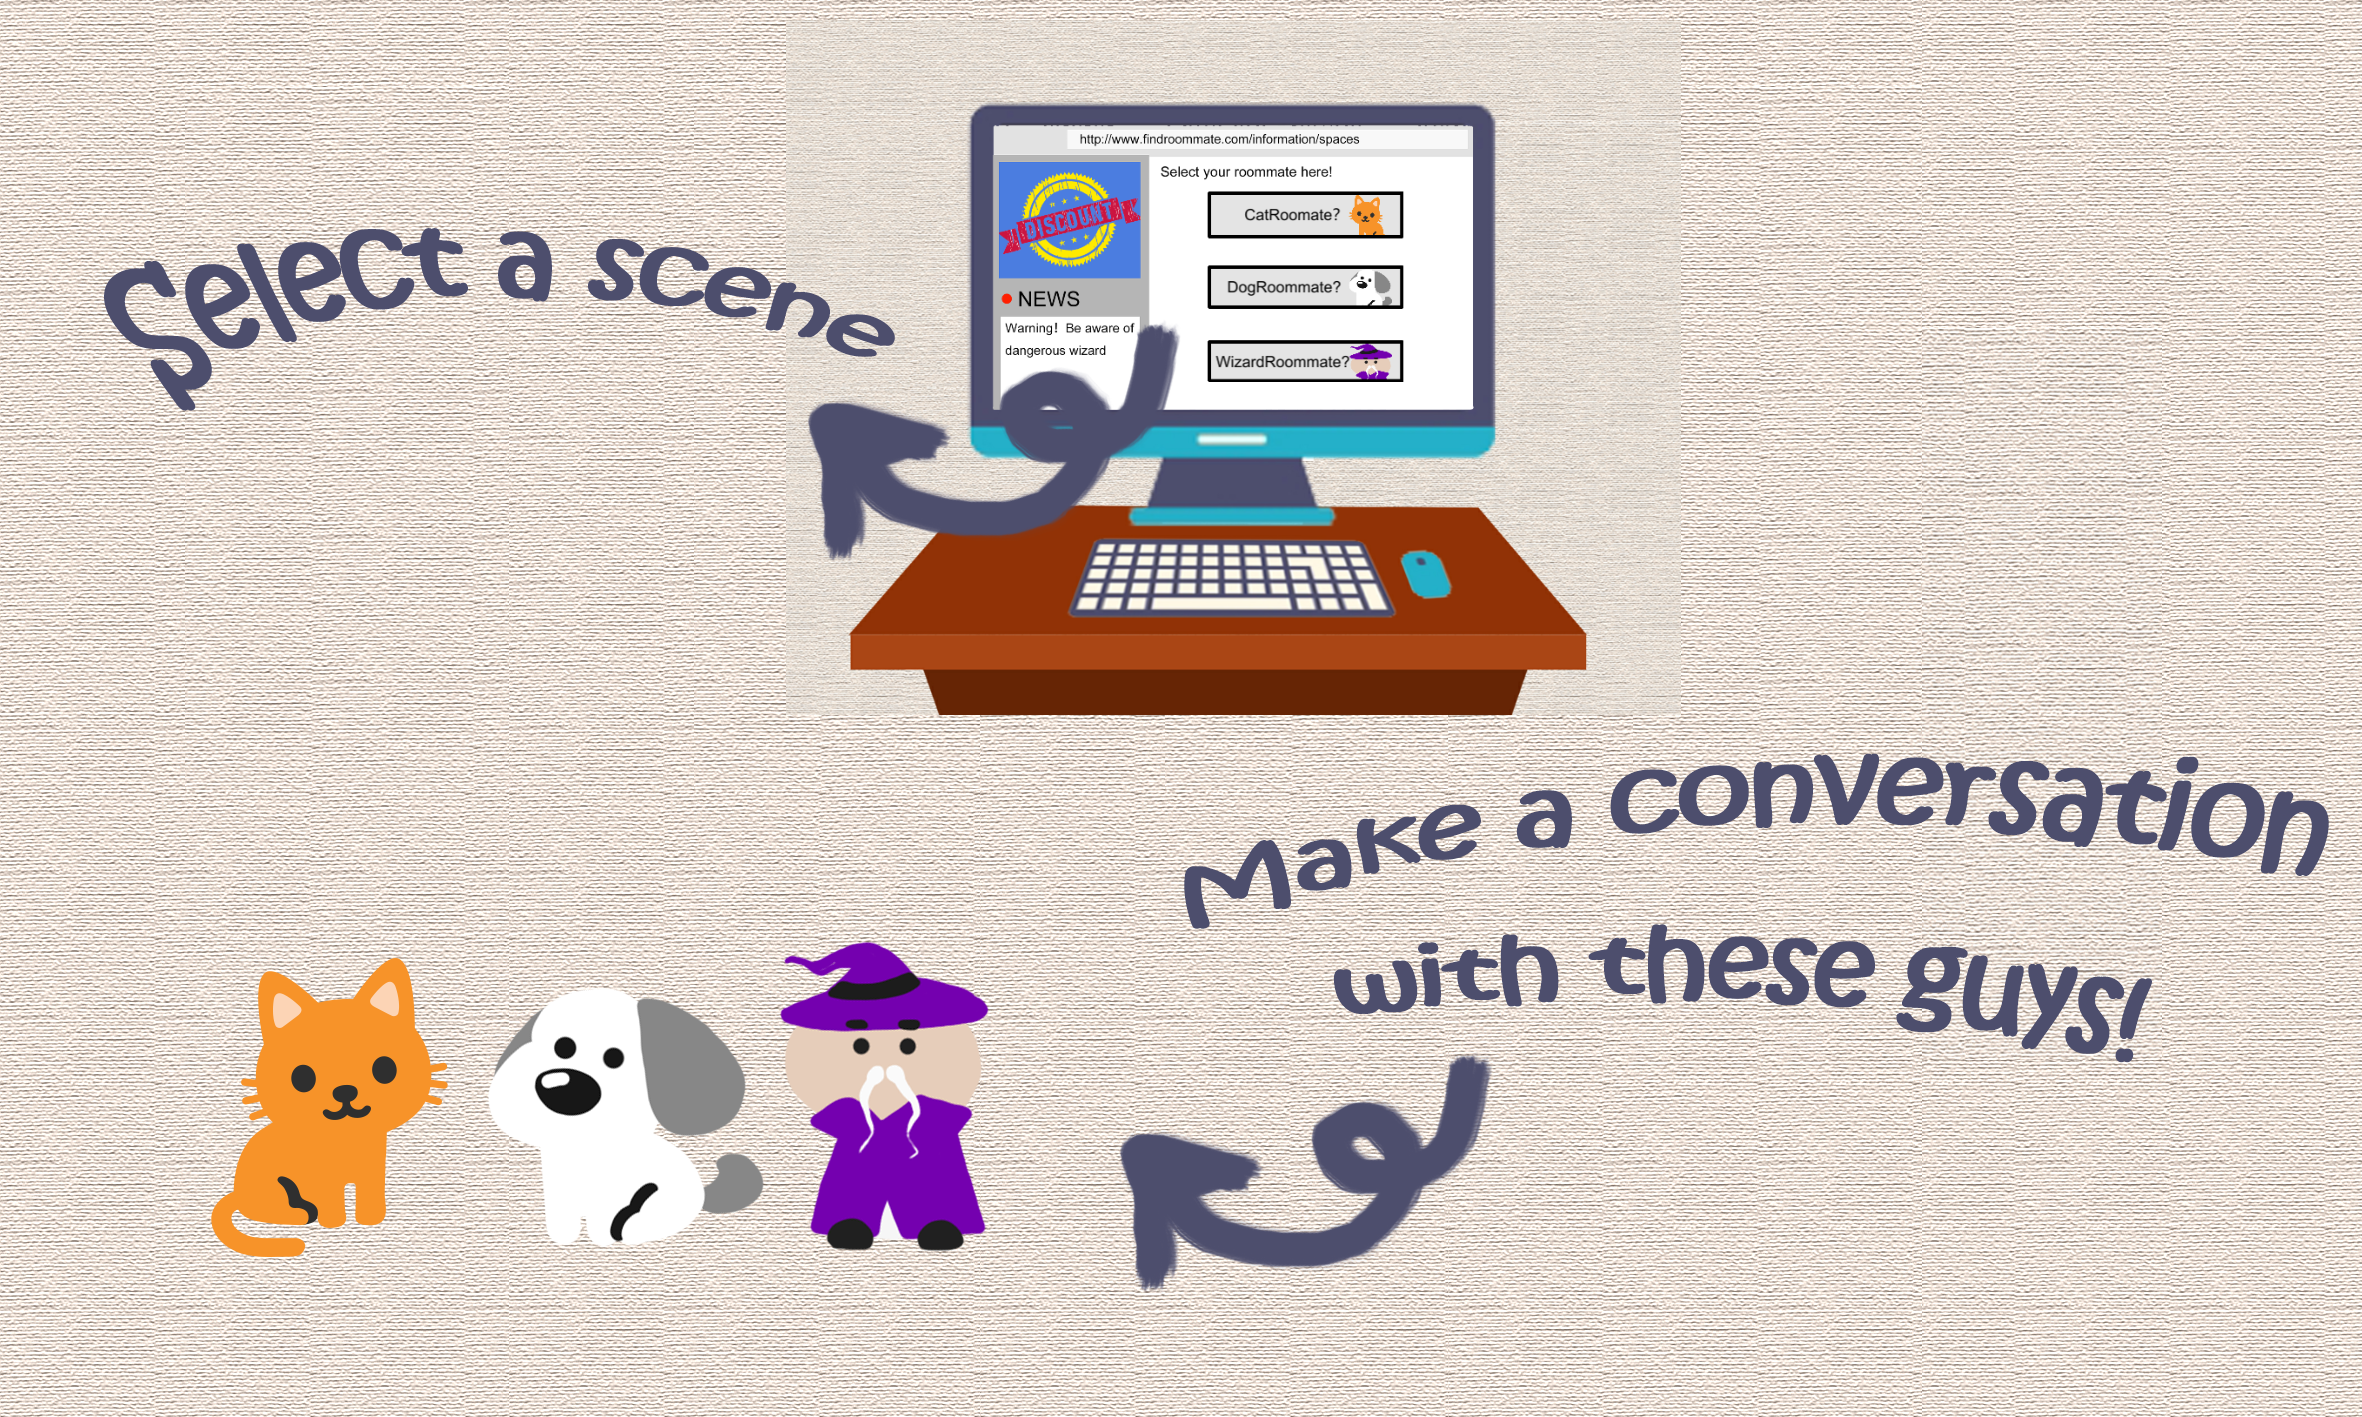 http://www.findroommate.com/information/spaces
Select your roommate here!
CatRoomate?
DISCOUNT
DogRoommate?
Select a scene
NEWS
Warning! Be aware of
dangerous wizard
WizardRoommate?
Make a conversation
with these guys!